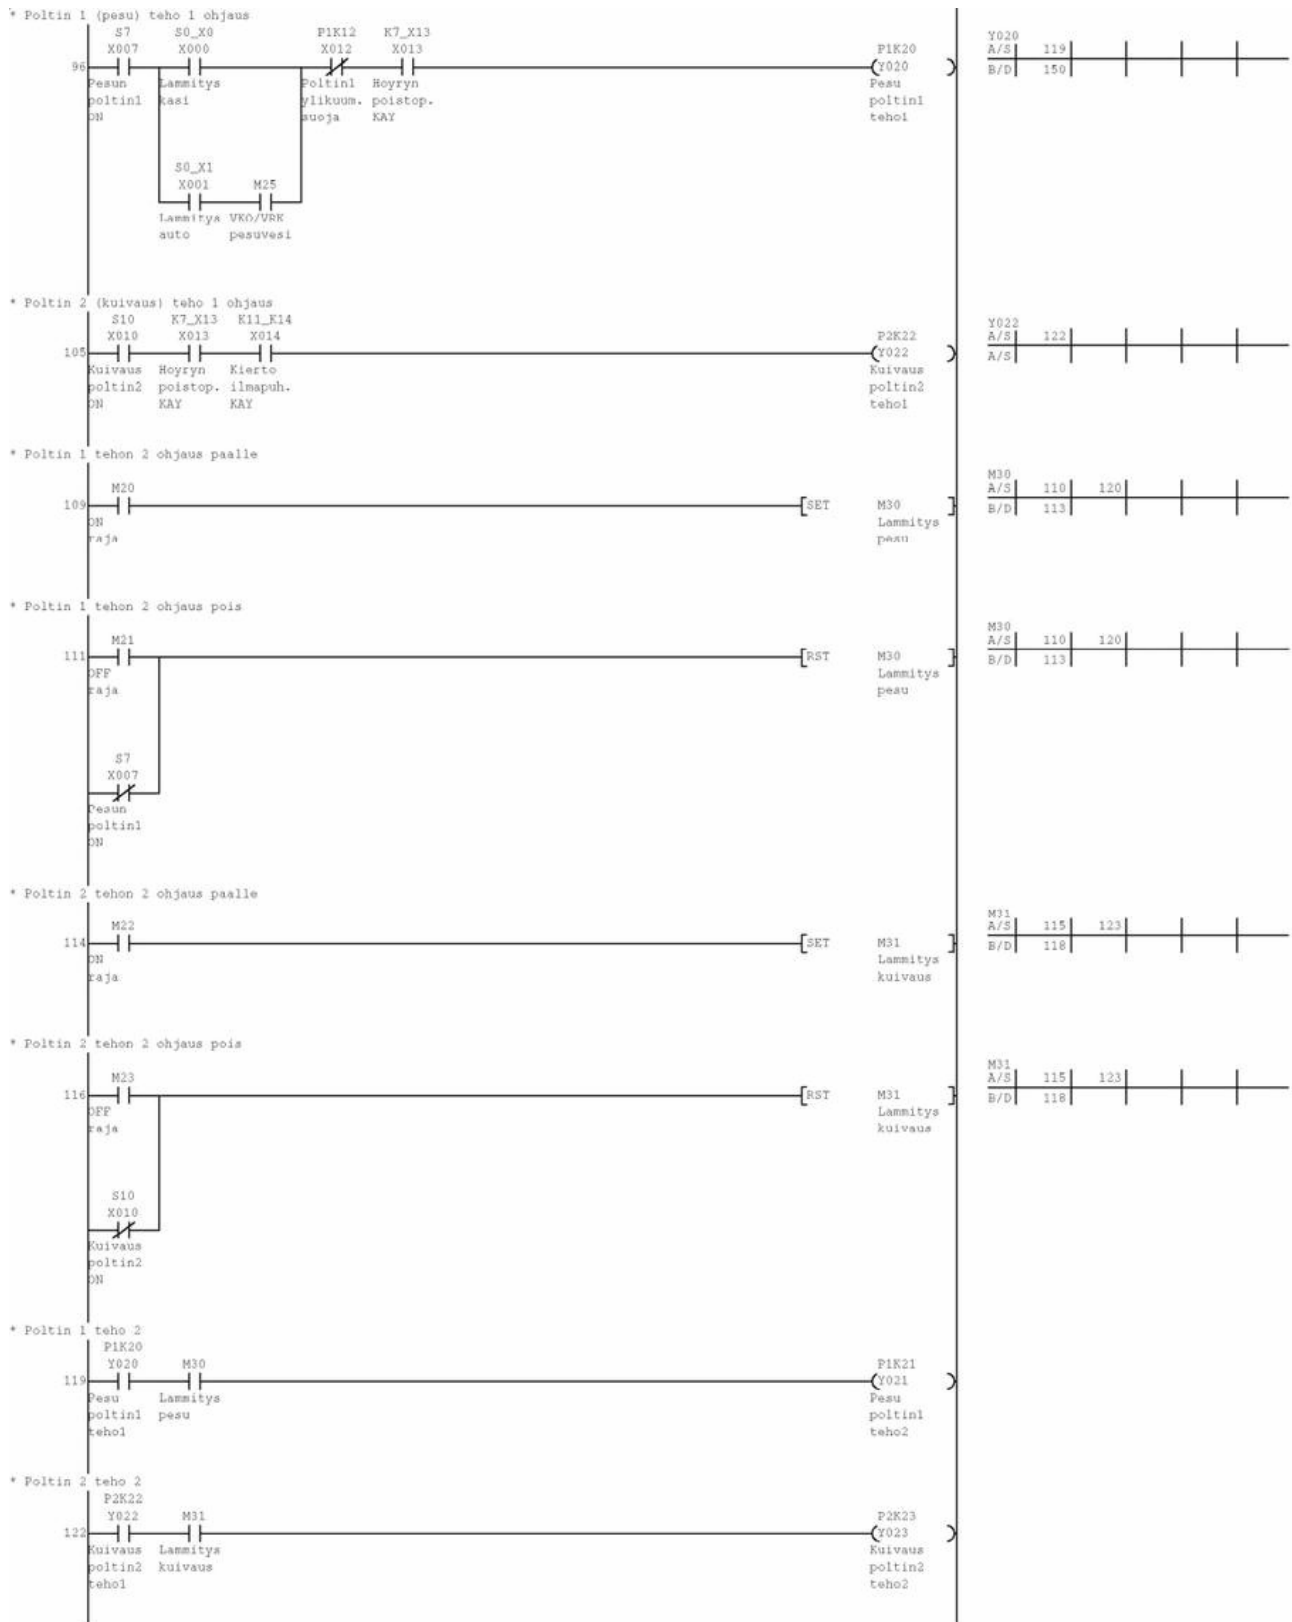 * Poltin 1 (pesu) teho 1 ohjaus
S7 S0_X0 P1K12 K7_X13
X007 X000 X012 X013 P1K20
96 Y020
Pesun Lammitys Poltin1 Hoyryn Pesu
poltin1 kasi ylikuum. poistop. poltin1
ON suoja KAY teho1
Y020
A/S 119
B/D 150
S0_X1
X001 M25
Lammitys VKO/VRK
auto pesuvesi
* Poltin 2 (kuivaus) teho 1 ohjaus
S10 K7_X13 K11_K14
X010 X013 X014 P2K22
105 Y022
Kuivaus Hoyryn Kierto Kuivaus
poltin2 poistop. ilmapuh. poltin2
ON KAY KAY teho1
Y022
A/S 122
A/S
* Poltin 1 tehon 2 ohjaus paalle
M20
109 SET M30
ON Lammitys
raja pesu
M30
A/S 110 120
B/D 113
* Poltin 1 tehon 2 ohjaus pois
M21
111 RST M30
OFF Lammitys
raja pesu
M30
A/S 110 120
B/D 113
S7
X007
Pesun
poltin1
ON
* Poltin 2 tehon 2 ohjaus paalle
M22
114 SET M31
ON Lammitys
raja kuivaus
M31
A/S 115 123
B/D 118
* Poltin 2 tehon 2 ohjaus pois
M23
116 RST M31
OFF Lammitys
raja kuivaus
M31
A/S 115 123
B/D 118
S10
X010
Kuivaus
poltin2
ON
* Poltin 1 teho 2
P1K20
Y020 M30 P1K21
119 Y021
Pesu Lammitys Pesu
poltin1 pesu poltin1
teho1 teho2
* Poltin 2 teho 2
P2K22
Y022 M31 P2K23
122 Y023
Kuivaus Lammitys Kuivaus
poltin2 kuivaus poltin2
teho1 teho2